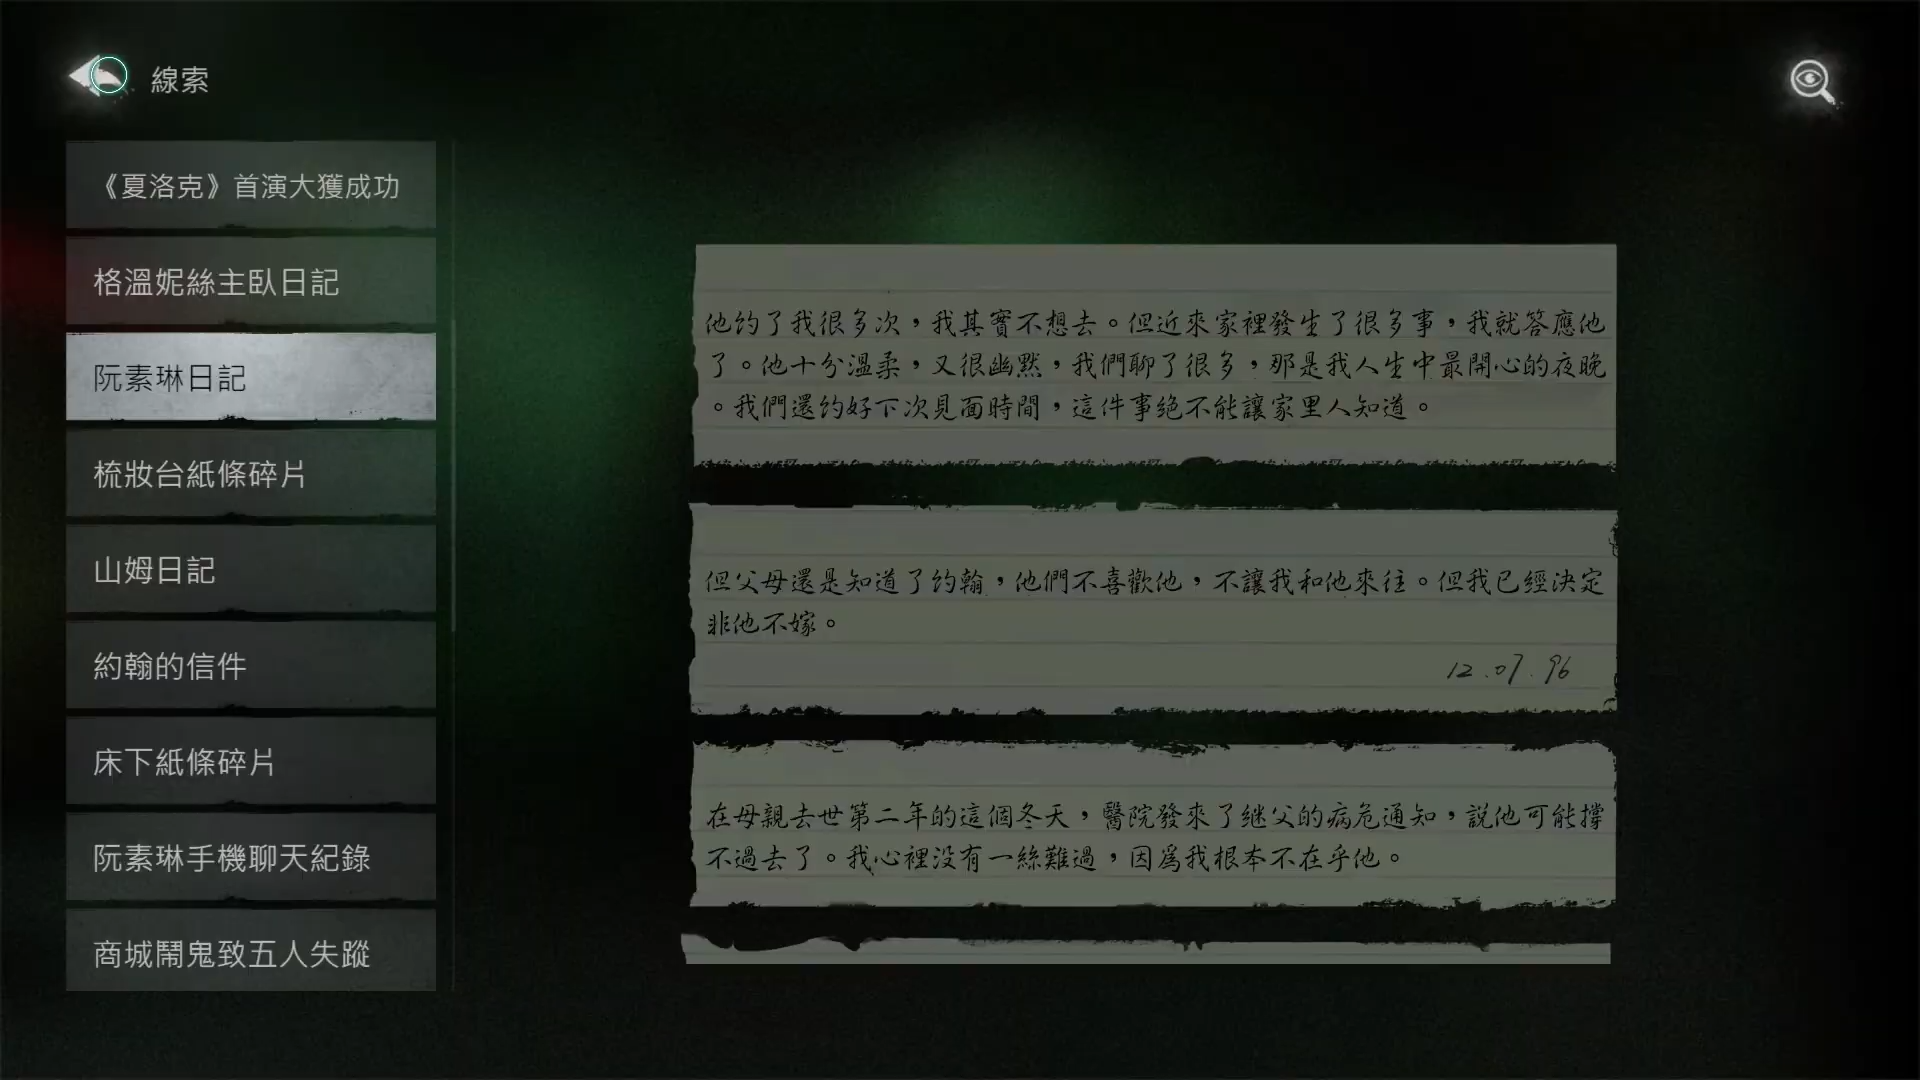 線索
《夏洛克》首演大獲成功
格溫妮絲主臥日記
阮素琳日記
梳妝台紙條碎片
山姆日記
約翰的信件
床下紙條碎片
阮素琳手機聊天紀錄
商城鬧鬼致五人失蹤
他約了我很多次，我其實不想去。但近來家裡發生了很多事，我就答應他
了。他十分溫柔，又很幽默，我們聊了很多，那是我人生中最開心的夜晚
。我們還約好下次見面時間，這件事绝不能讓家里人知道。
但父母還是知道了約翰，他們不喜歡他，不讓我和他來往。但我已經決定
非他不嫁。
12.07.96
在母親去世第二年的這個冬天，醫院發來了继父的病危通知，説他可能撐
不過去了。我心裡没有一絲難過，因爲我根本不在乎他。